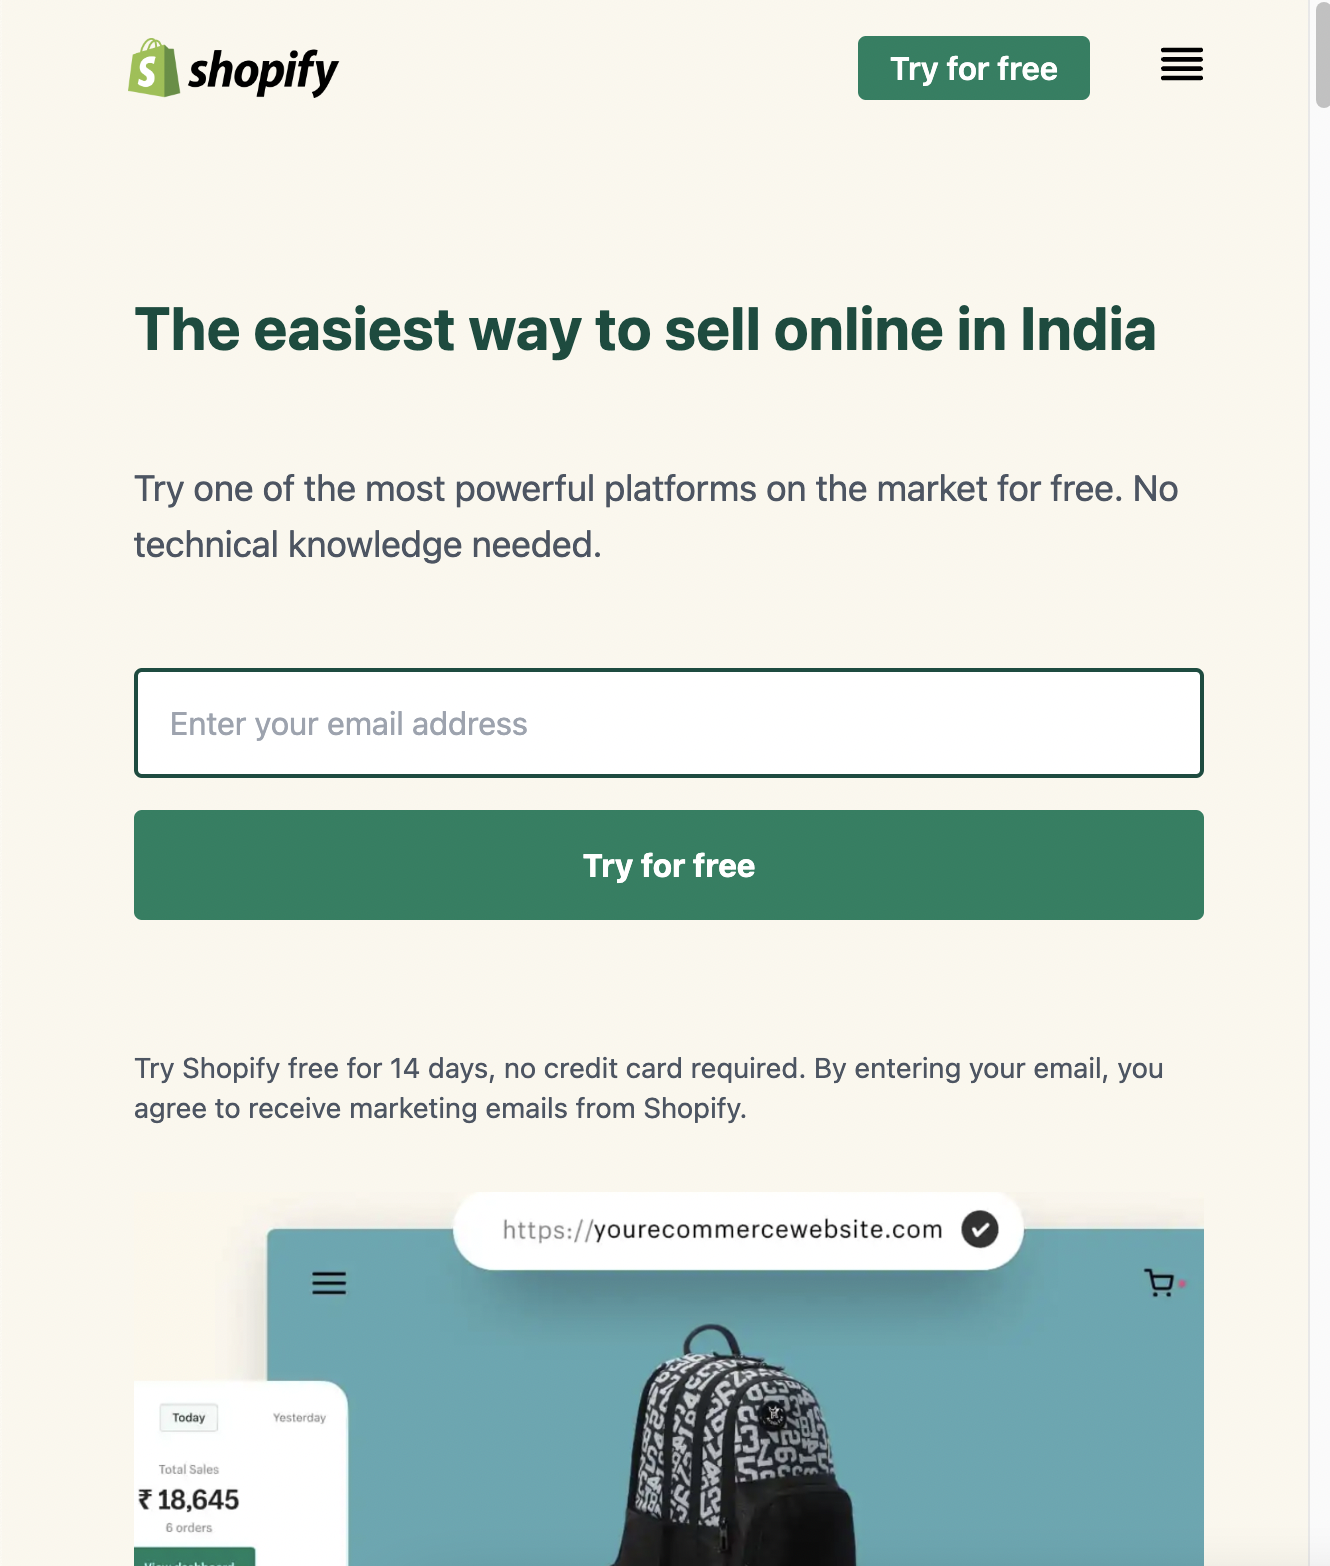 shopify
Try for free
The easiest way to sell online in India
Try one of the most powerful platforms on the market for free. No
technical knowledge needed.
Enter your email address
Try for free
Try Shopify free for 14 days, no credit card required. By entering your email, you
agree to receive marketing emails from Shopify.
https://yourecommercewebsite.com
Today
Yesterday
Total Sales
₹ 18,645
6 orders
View dashboard